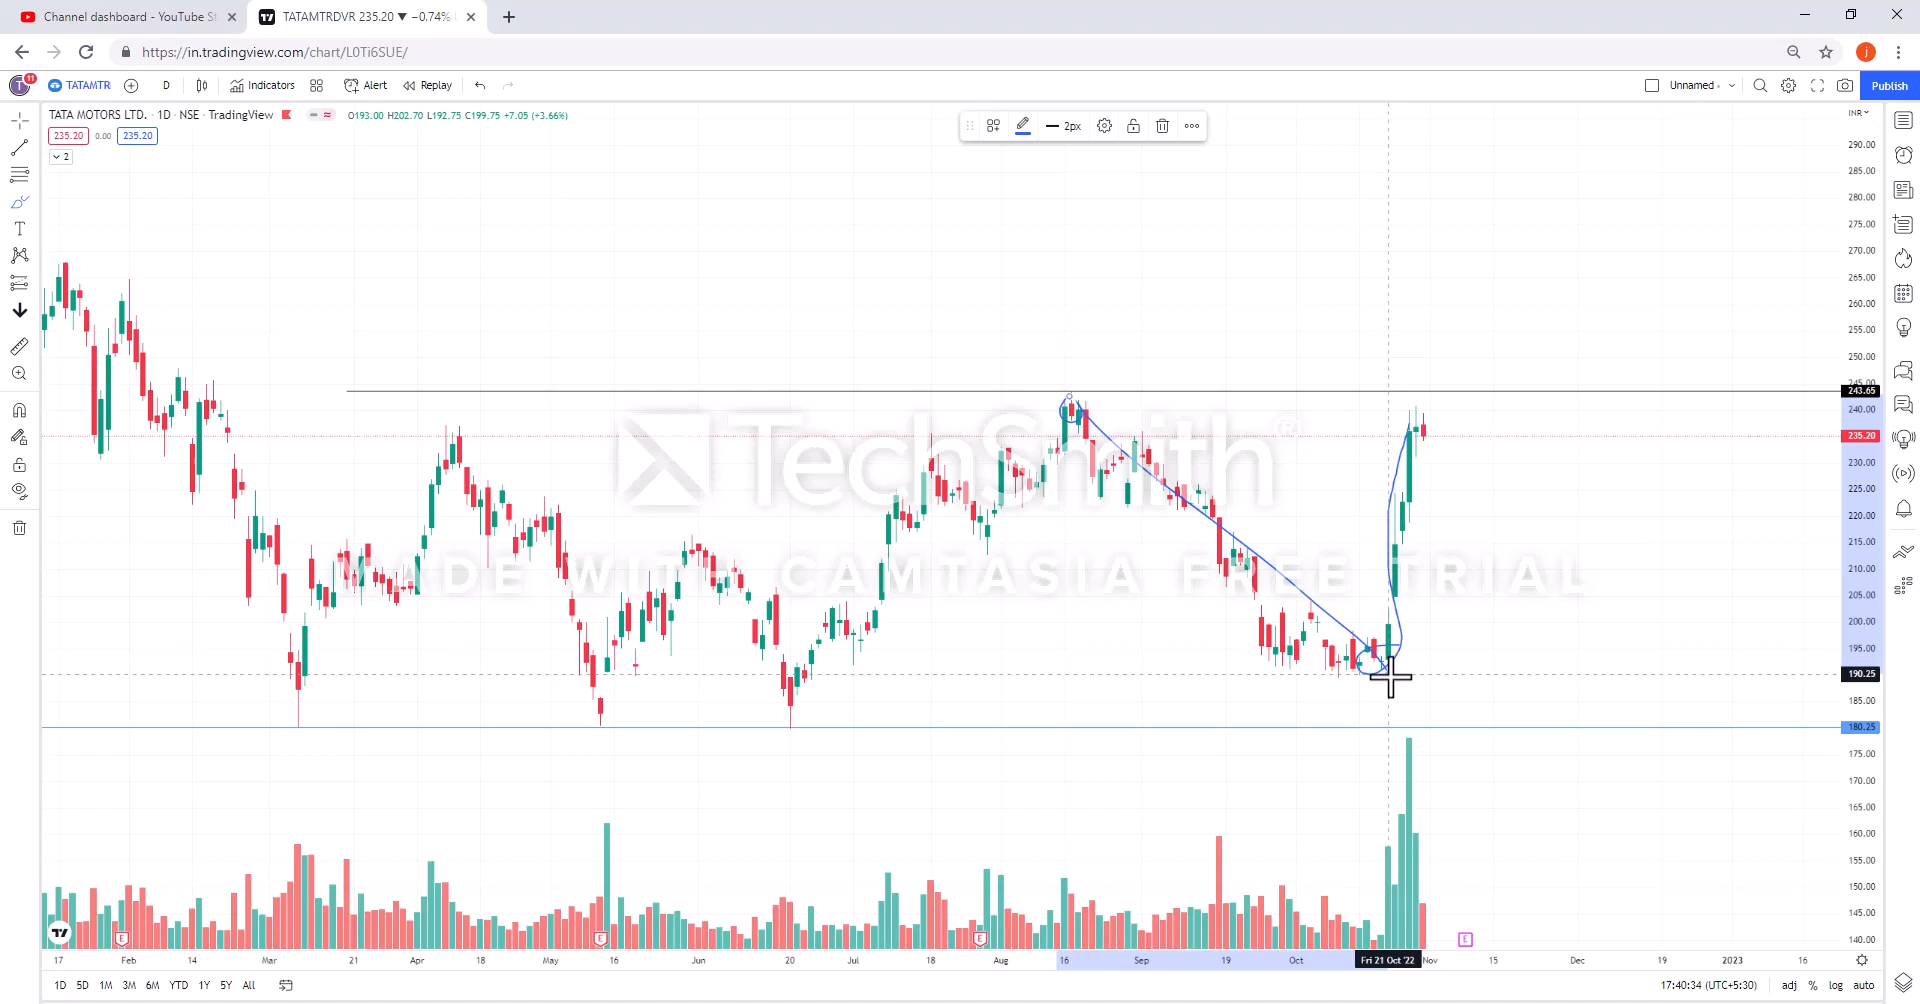 Channel dashboard - YouTube St
TATAMTRDVR 235.20 ▼ −0.74%
https://in.tradingview.com/chart/L0Ti6SUE/
11
T
TATAMTR
D
Indicators
Alert
Replay
Unnamed
Publish
j
TATA MOTORS LTD. · 1D · NSE · TradingView
O193.00 H202.70 L192.75 C199.75 +7.05 (+3.66%)
235.20 0.00 235.20
2
2px
INR
290.00
285.00
280.00
275.00
270.00
265.00
260.00
255.00
250.00
245.00
243.65
240.00
235.20
230.00
225.00
220.00
215.00
210.00
205.00
200.00
195.00
190.25
185.00
180.25
175.00
170.00
165.00
160.00
155.00
150.00
145.00
140.00
TechSmith®
MADE WITH CAMTASIA FREE TRIAL
E
E
E
E
17 Feb 14 Mar 21 Apr 18 May 16 Jun 20 Jul 18 Aug 16 Sep 19 Oct Fri 21 Oct '22 Nov 15 Dec 19 2023 16
1D 5D 1M 3M 6M YTD 1Y 5Y All
17:40:34 (UTC+5:30) adj % log auto